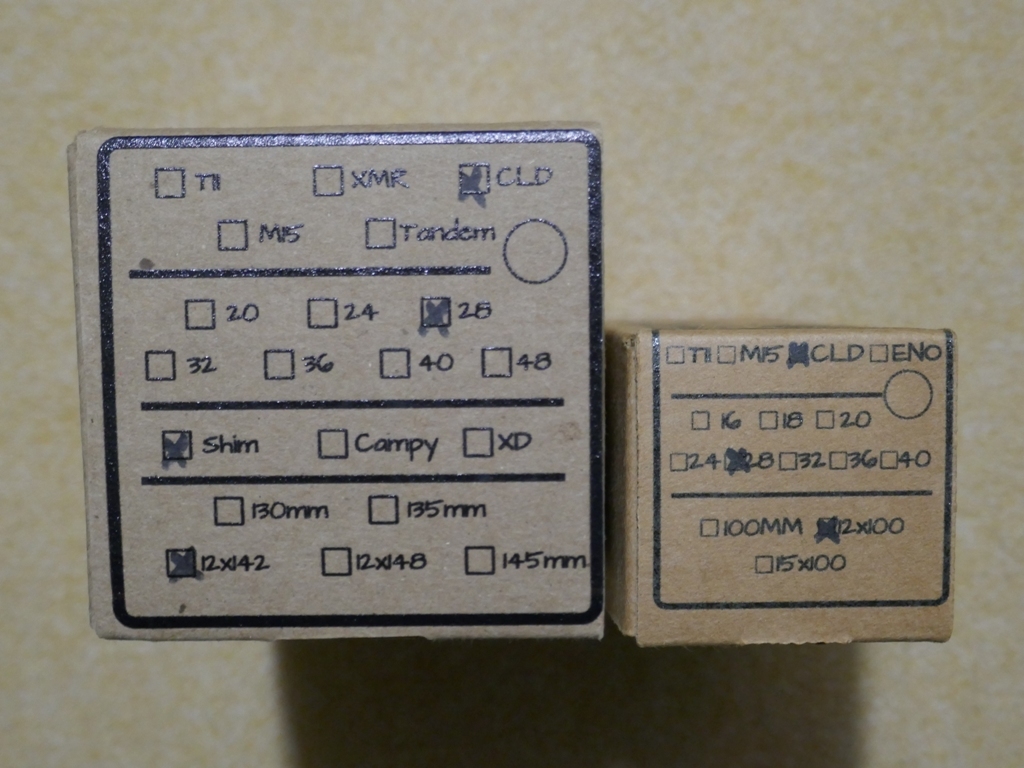 T11 XMR CLD
M15 Tandem
20 24 28
32 36 40 48
Shim Campy XD
130mm 135mm
12x142 12x148 145mm
T11 M15 CLD ENO
16 18 20
24 28 32 36 40
100MM 12x100
15x100